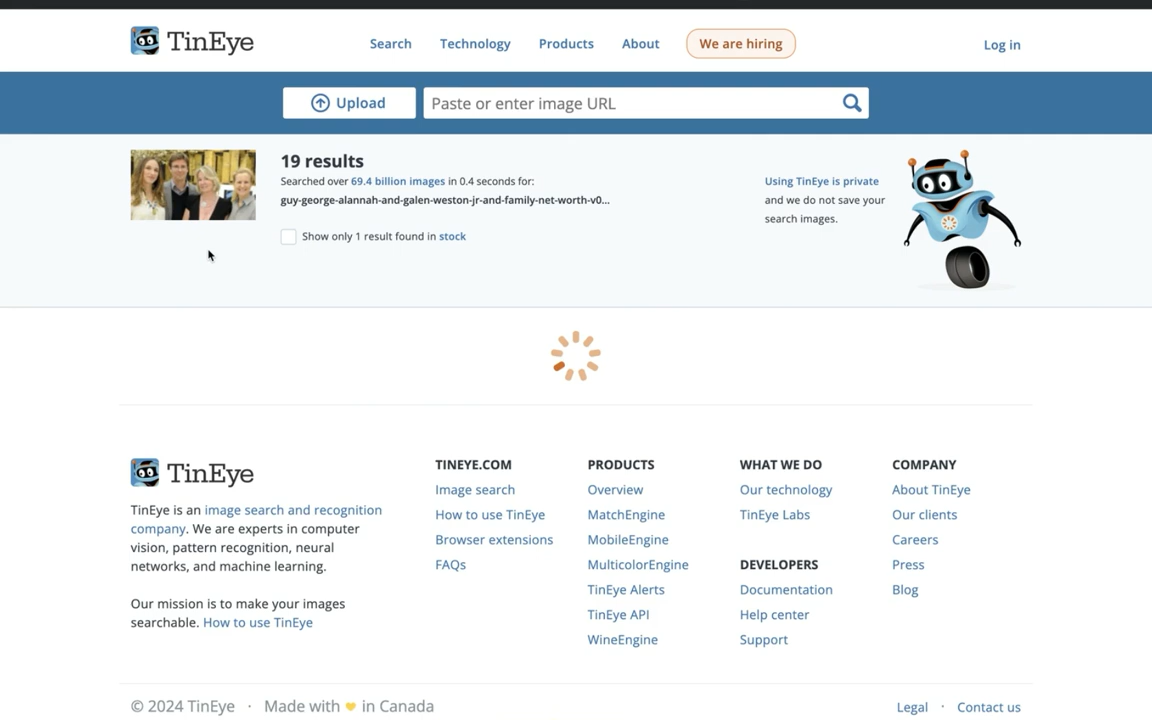 TinEye
Search Technology Products About We are hiring Log in
Upload Paste or enter image URL
19 results
Searched over 69.4 billion images in 0.4 seconds for:
guy-george-alannah-and-galen-weston-jr-and-family-net-worth-v0...
Show only 1 result found in stock
Using TinEye is private
and we do not save your
search images.
TinEye
TinEye is an image search and recognition
company. We are experts in computer
vision, pattern recognition, neural
networks, and machine learning.
Our mission is to make your images
searchable. How to use TinEye
TINEYE.COM
Image search
How to use TinEye
Browser extensions
FAQs
PRODUCTS
Overview
MatchEngine
MobileEngine
MulticolorEngine
TinEye Alerts
TinEye API
WineEngine
WHAT WE DO
Our technology
TinEye Labs
DEVELOPERS
Documentation
Help center
Support
COMPANY
About TinEye
Our clients
Careers
Press
Blog
© 2024 TinEye · Made with 💛 in Canada
Legal · Contact us